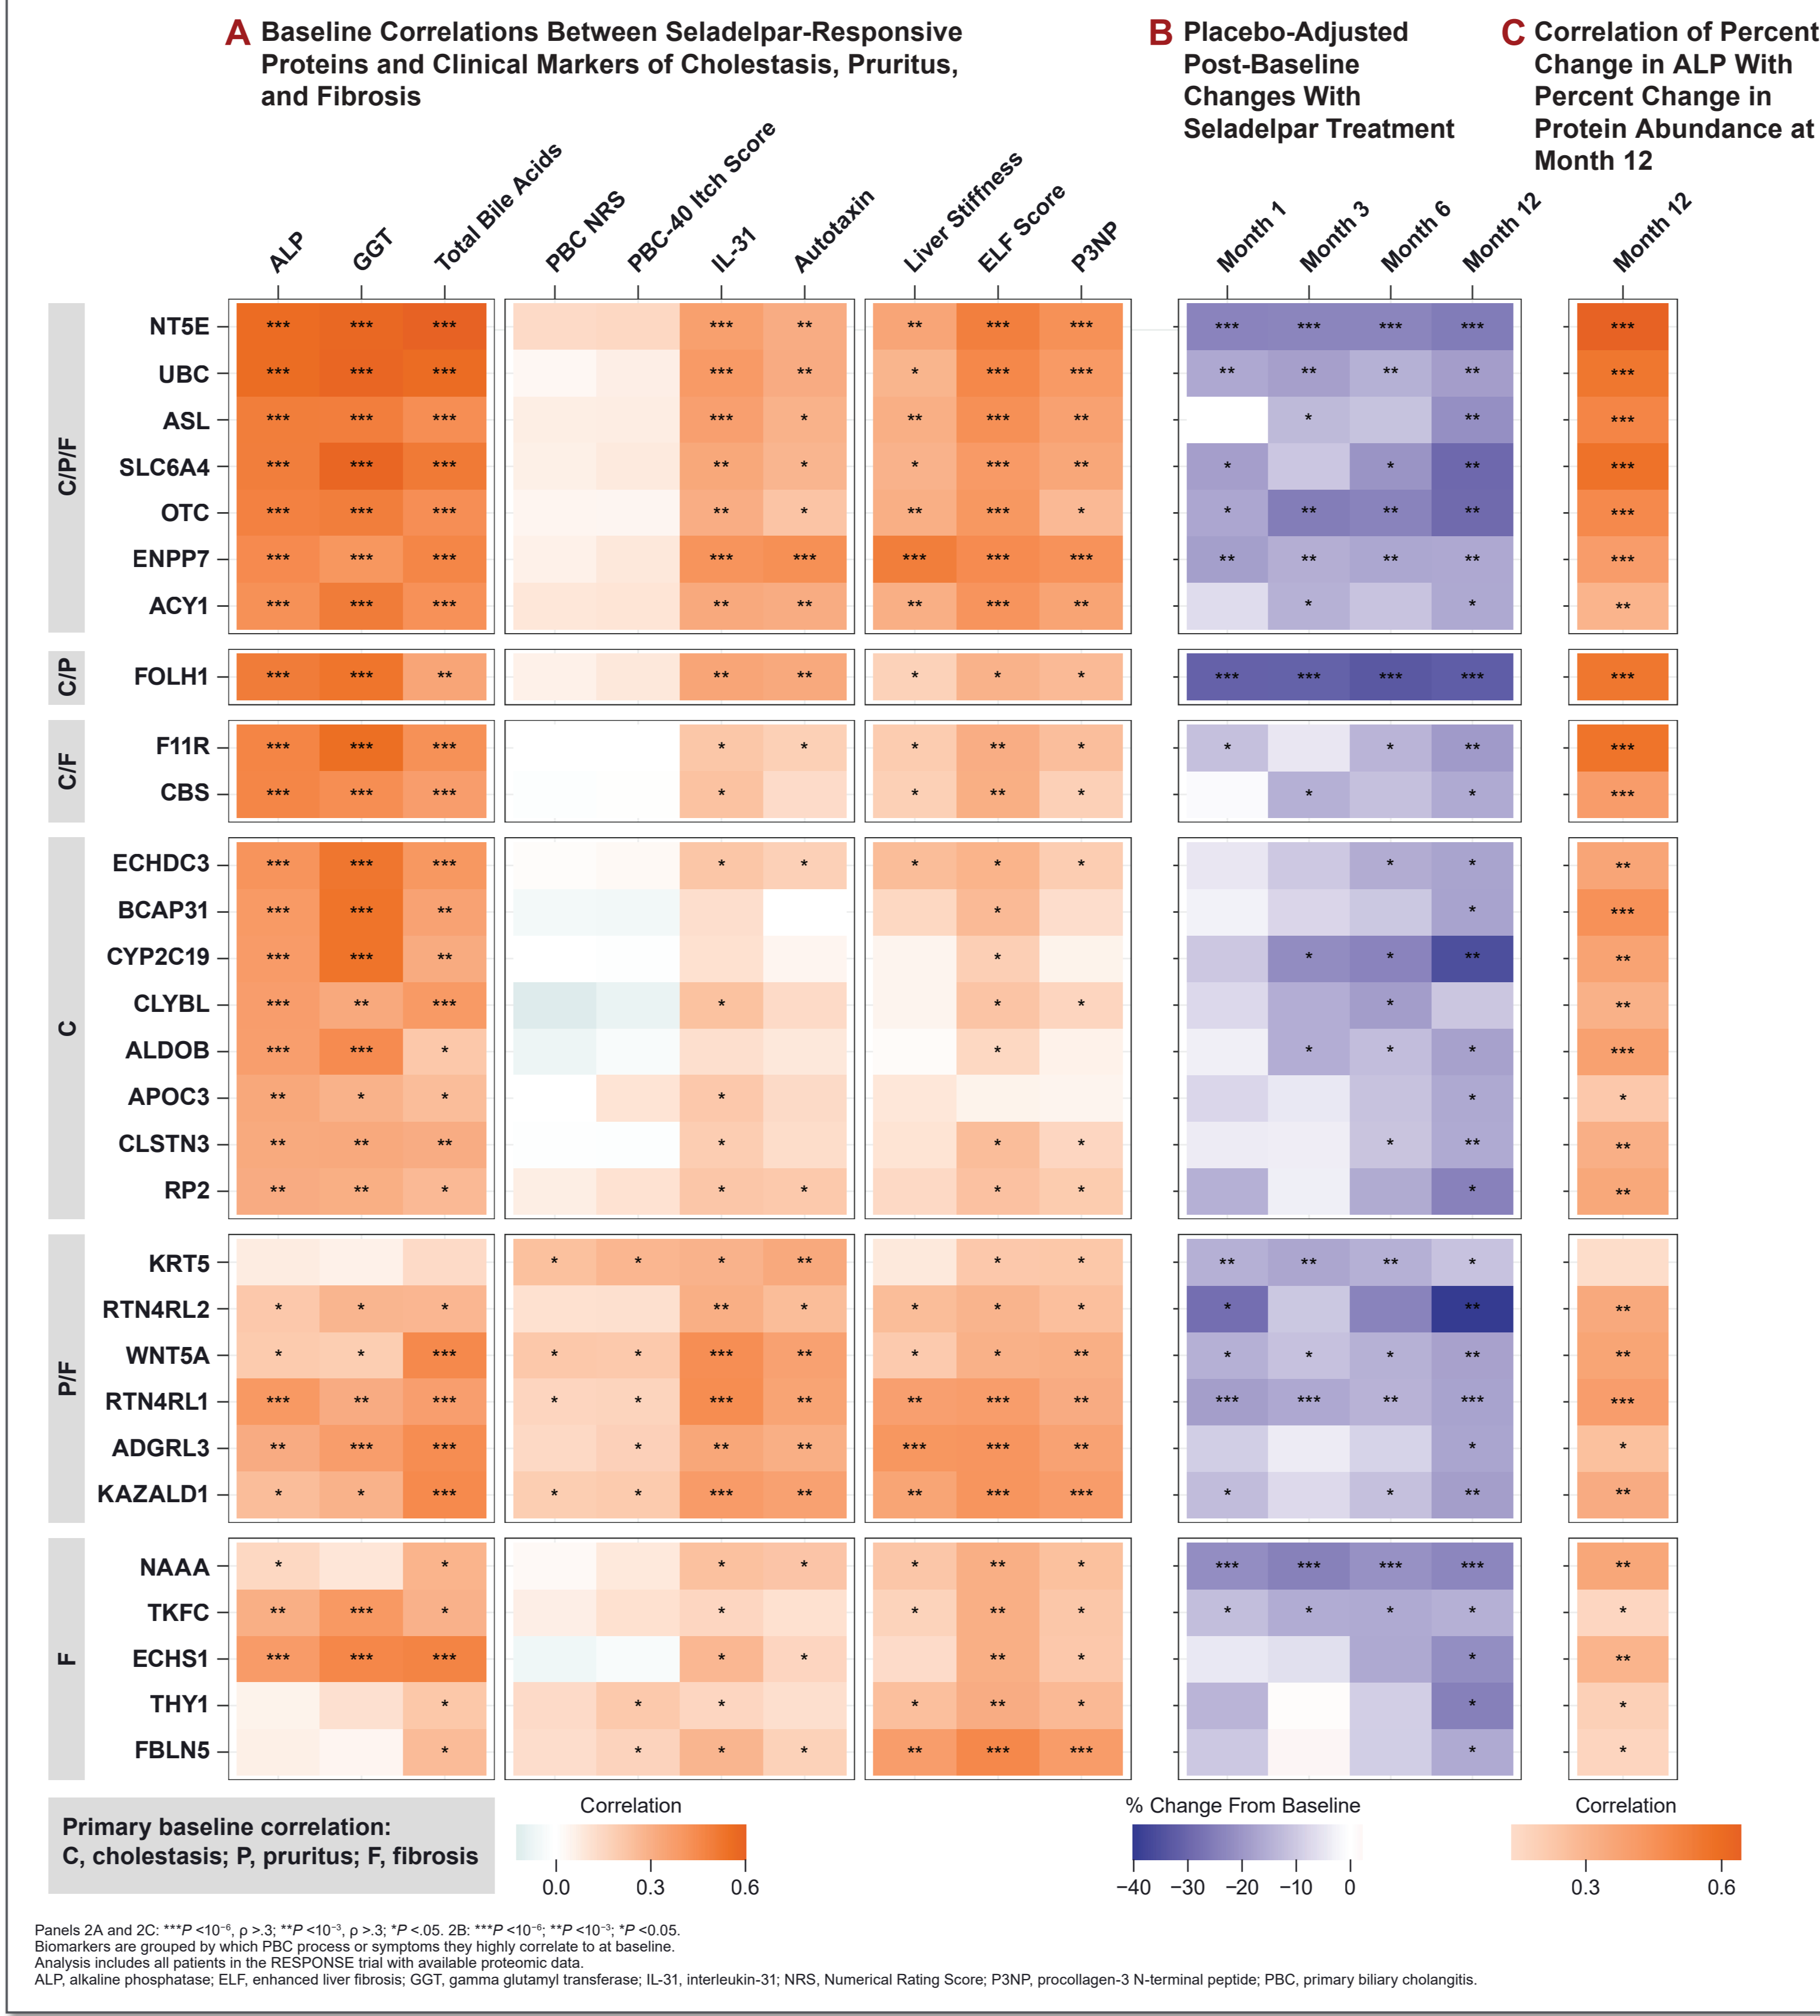 A Baseline Correlations Between Seladelpar-Responsive
Proteins and Clinical Markers of Cholestasis, Pruritus,
and Fibrosis
B Placebo-Adjusted
Post-Baseline
Changes With
Seladelpar Treatment
C Correlation of Percent
Change in ALP With
Percent Change in
Protein Abundance at
Month 12
ALP GGT Total Bile Acids PBC NRS PBC-40 Itch Score IL-31 Autotaxin Liver Stiffness ELF Score P3NP Month 1 Month 3 Month 6 Month 12 Month 12
C/P/F
NT5E *** *** *** *** ** ** *** *** *** *** *** *** ***
UBC *** *** *** *** ** * *** *** ** ** ** ** ***
ASL *** *** *** *** * ** *** ** * ** ***
SLC6A4 *** *** *** ** * * *** ** * * ** ***
OTC *** *** *** ** * ** *** * * ** ** ** ***
ENPP7 *** *** *** *** *** *** *** *** ** ** ** ** ***
ACY1 *** *** *** ** ** ** *** ** * * **
C/P
FOLH1 *** *** ** ** ** * * * *** *** *** *** ***
C/F
F11R *** *** *** * * * ** * * * ** ***
CBS *** *** *** * * ** * * * ***
C
ECHDC3 *** *** *** * * * * * * * **
BCAP31 *** *** ** * * ***
CYP2C19 *** *** ** * * * ** **
CLYBL *** ** *** * * * * **
ALDOB *** *** * * * * * ***
APOC3 ** * * * * *
CLSTN3 ** ** ** * * * * ** **
RP2 ** ** * * * * * * **
P/F
KRT5 * * * ** * * ** ** ** *
RTN4RL2 * * * ** * * * * * ** **
WNT5A * * *** * * *** ** * * ** * * * ** **
RTN4RL1 *** ** *** * * *** ** ** *** ** *** *** ** *** ***
ADGRL3 ** *** *** * ** ** *** *** ** * *
KAZALD1 * * *** * * *** ** ** *** *** * * ** **
F
NAAA * * * * * ** * *** *** *** *** **
TKFC ** *** * * * ** * * * * * *
ECHS1 *** *** *** * * ** * * **
THY1 * * * * ** * * *
FBLN5 * * * * ** *** *** * *
Primary baseline correlation:
C, cholestasis; P, pruritus; F, fibrosis
Correlation
0.0 0.3 0.6
% Change From Baseline
−40 −30 −20 −10 0
Correlation
0.3 0.6
Panels 2A and 2C: ***P <10⁻⁶, ρ >.3; **P <10⁻³, ρ >.3; *P <.05. 2B: ***P <10⁻⁶; **P <10⁻³; *P <0.05.
Biomarkers are grouped by which PBC process or symptoms they highly correlate to at baseline.
Analysis includes all patients in the RESPONSE trial with available proteomic data.
ALP, alkaline phosphatase; ELF, enhanced liver fibrosis; GGT, gamma glutamyl transferase; IL-31, interleukin-31; NRS, Numerical Rating Score; P3NP, procollagen-3 N-terminal peptide; PBC, primary biliary cholangitis.